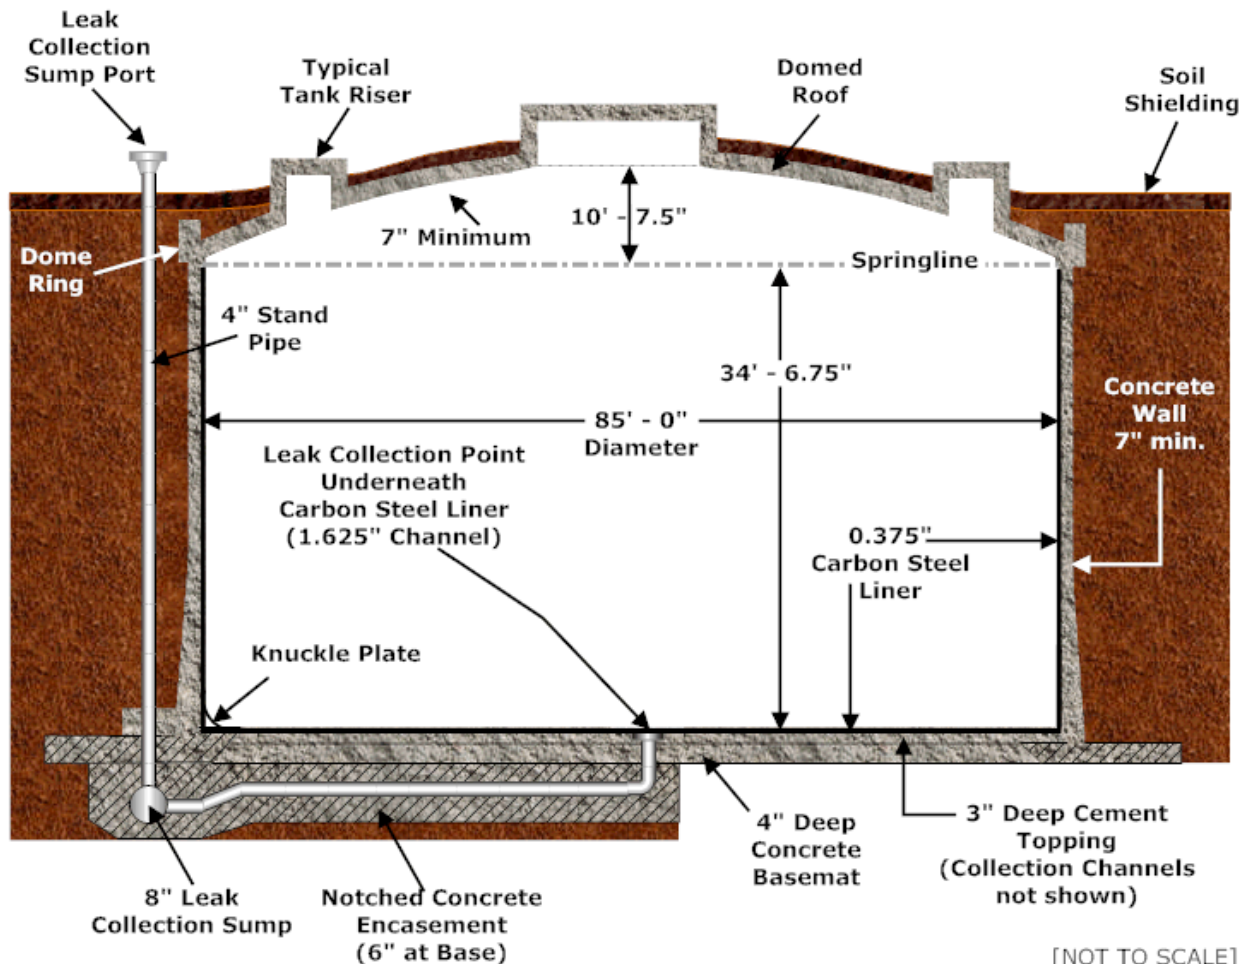 Leak
Collection
Sump Port
Typical
Tank Riser
Domed
Roof
Soil
Shielding
10' - 7.5"
7" Minimum
Dome
Ring
Springline
4" Stand
Pipe
34' - 6.75"
Concrete
Wall
7" min.
85' - 0"
Diameter
Leak Collection Point
Underneath
Carbon Steel Liner
(1.625" Channel)
0.375"
Carbon Steel
Liner
Knuckle Plate
8" Leak
Collection Sump
Notched Concrete
Encasement
(6" at Base)
4" Deep
Concrete
Basemat
3" Deep Cement
Topping
(Collection Channels
not shown)
[NOT TO SCALE]